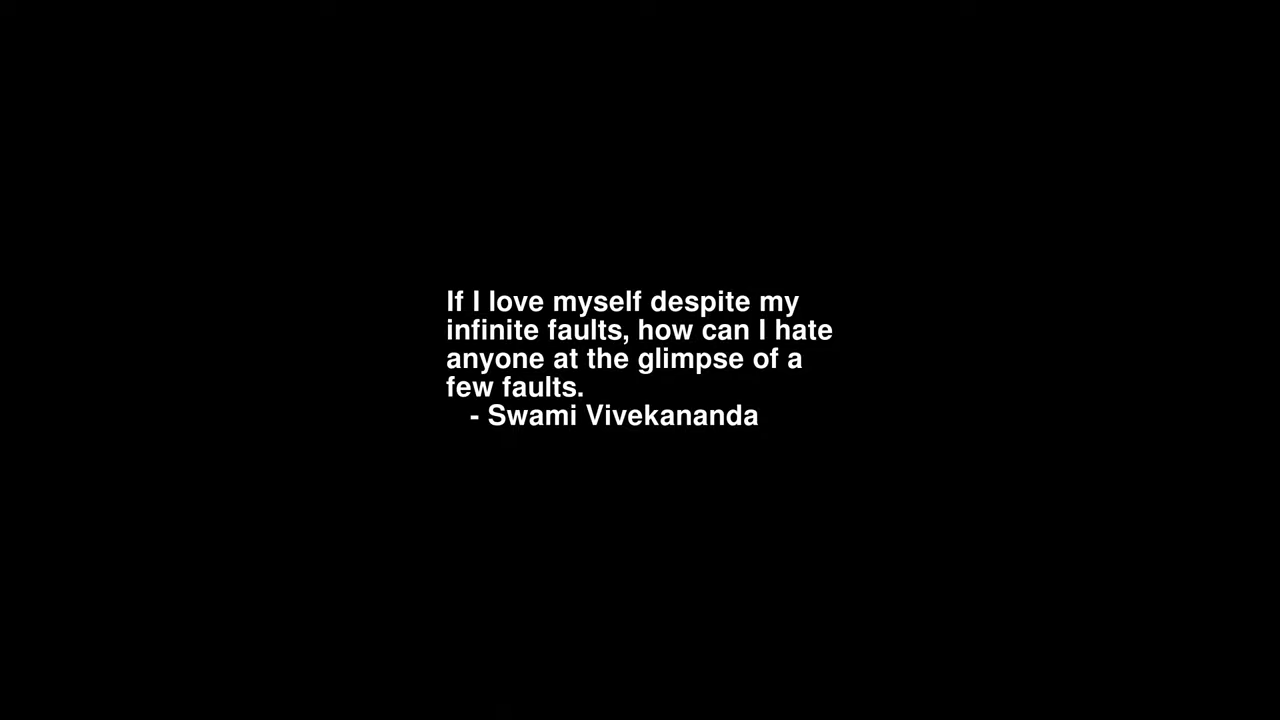 If I love myself despite my
infinite faults, how can I hate
anyone at the glimpse of a
few faults.
- Swami Vivekananda